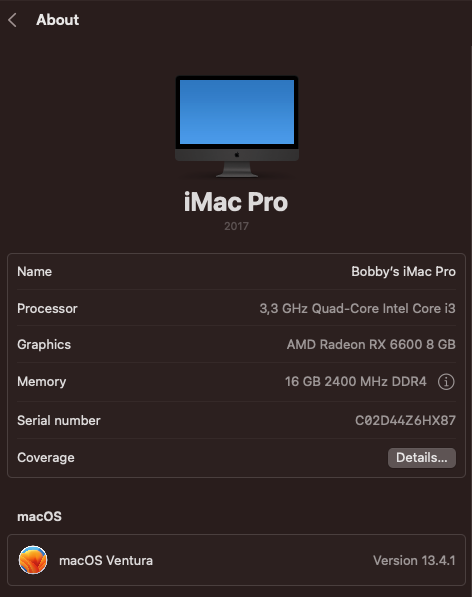 About
iMac Pro
2017
Name Bobby's iMac Pro
Processor 3,3 GHz Quad-Core Intel Core i3
Graphics AMD Radeon RX 6600 8 GB
Memory 16 GB 2400 MHz DDR4
Serial number C02D44Z6HX87
Coverage Details...
macOS
macOS Ventura Version 13.4.1